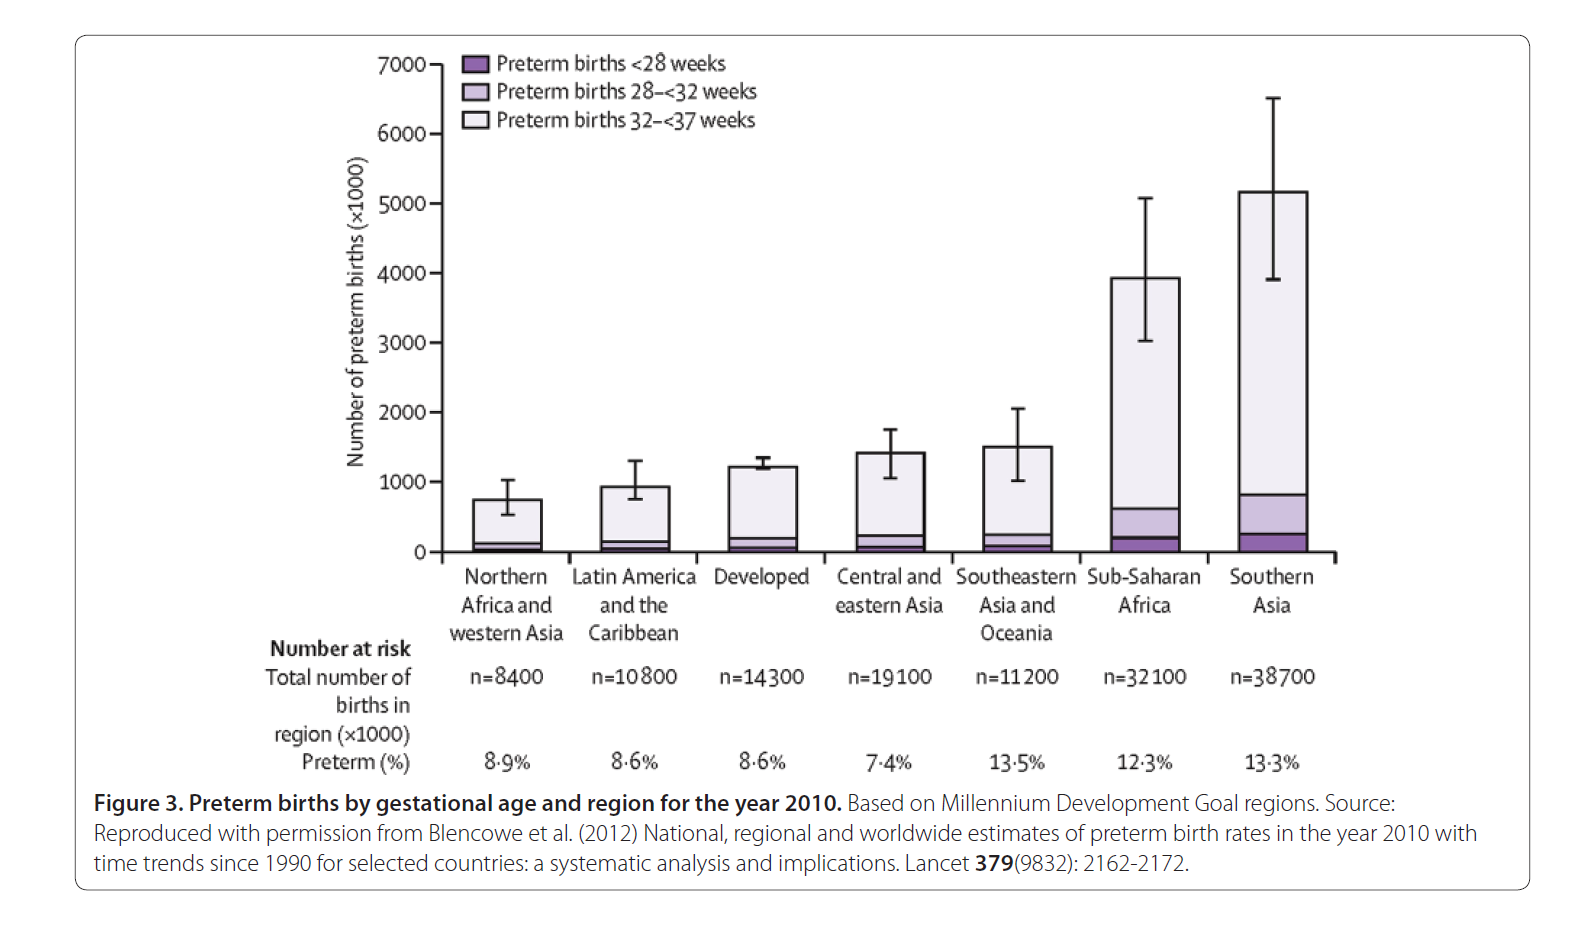 7000
6000
5000
4000
3000
2000
1000
0
Number of preterm births (×1000)
Preterm births <28 weeks
Preterm births 28–<32 weeks
Preterm births 32–<37 weeks
Northern Africa and western Asia
Latin America and the Caribbean
Developed
Central and eastern Asia
Southeastern Asia and Oceania
Sub-Saharan Africa
Southern Asia
Number at risk
Total number of births in region (×1000)
n=8400 n=10800 n=14300 n=19100 n=11200 n=32100 n=38700
Preterm (%) 8·9% 8·6% 8·6% 7·4% 13·5% 12·3% 13·3%
Figure 3. Preterm births by gestational age and region for the year 2010. Based on Millennium Development Goal regions. Source:
Reproduced with permission from Blencowe et al. (2012) National, regional and worldwide estimates of preterm birth rates in the year 2010 with
time trends since 1990 for selected countries: a systematic analysis and implications. Lancet 379(9832): 2162-2172.